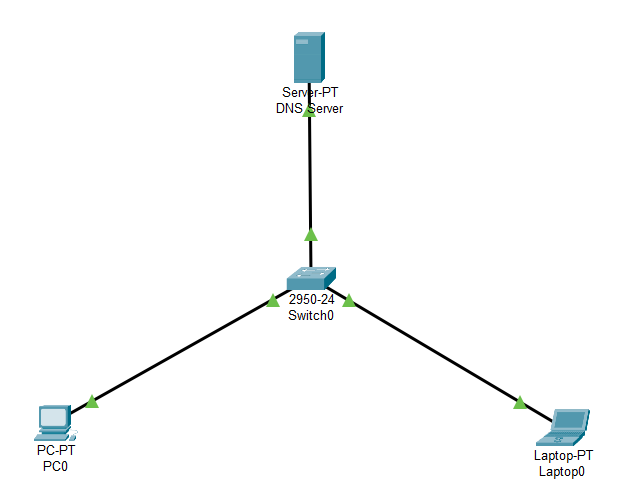 Server-PT
DNS Server
2950-24
Switch0
PC-PT
PC0
Laptop-PT
Laptop0